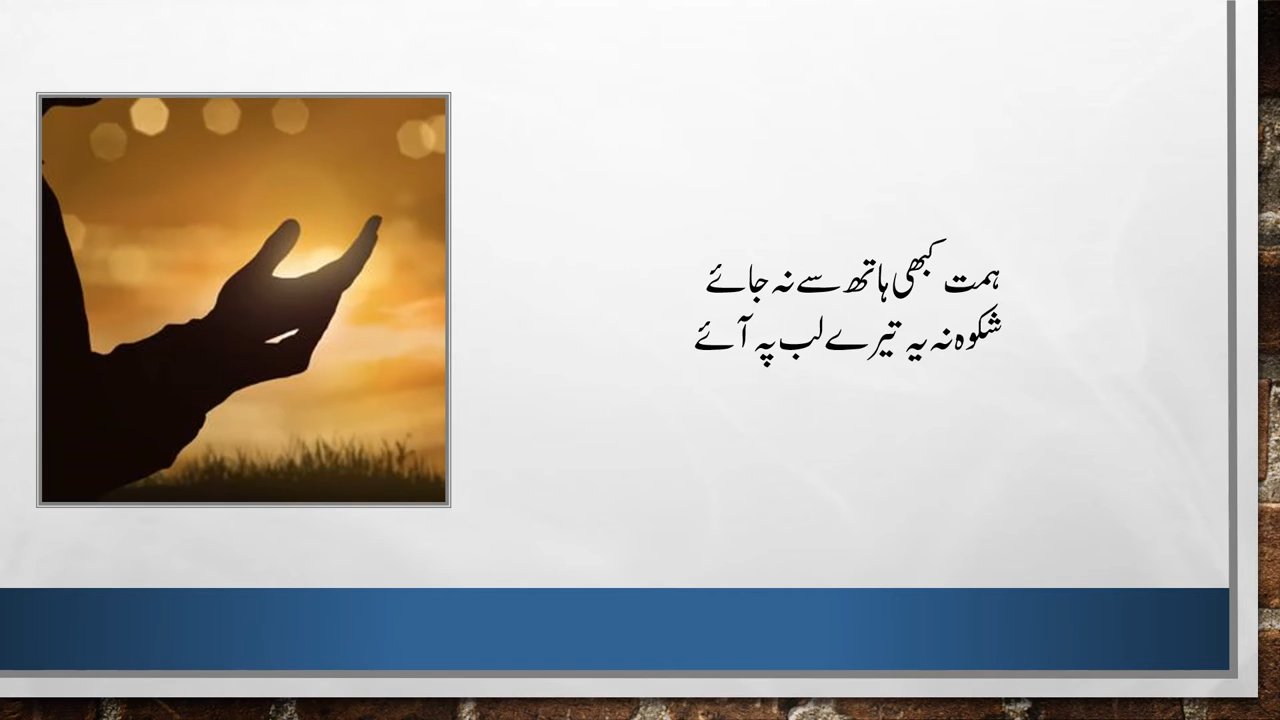 ہمت کبھی ہاتھ سے نہ جائے
شکوہ نہ یہ تیرے لب پہ آئے